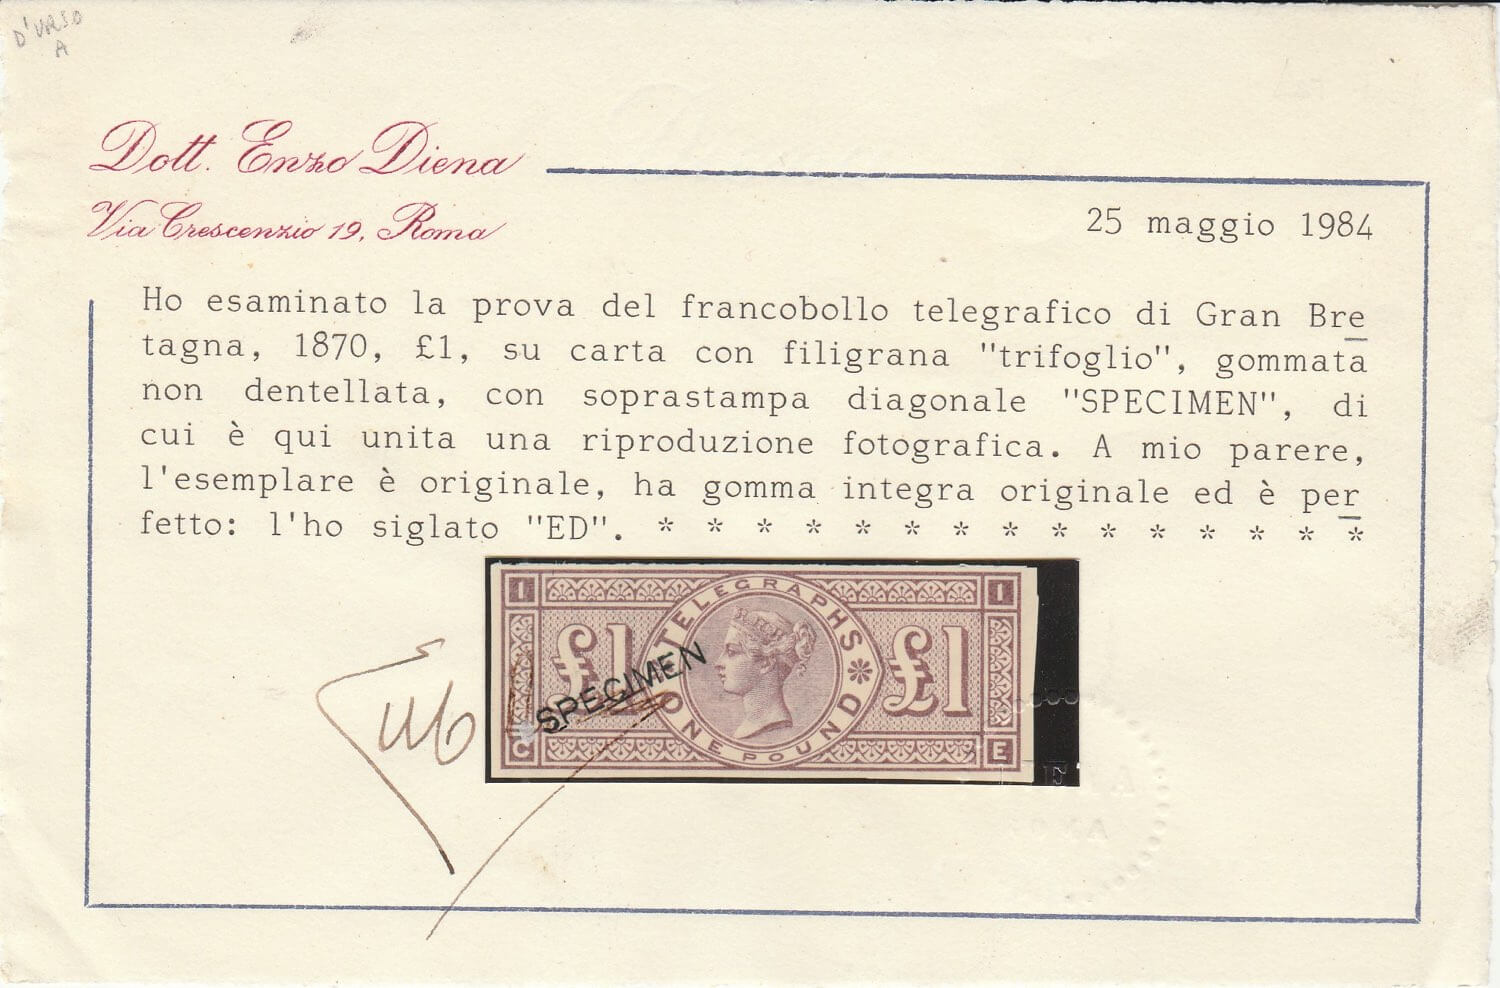 D'URSO
A
Dott. Enzo Diena
Via Crescenzio 19, Roma
25 maggio 1984
Ho esaminato la prova del francobollo telegrafico di Gran Bre
tagna, 1870, £1, su carta con filigrana "trifoglio", gommata
non dentellata, con soprastampa diagonale "SPECIMEN", di
cui è qui unita una riproduzione fotografica. A mio parere,
l'esemplare è originale, ha gomma integra originale ed è per
fetto: l'ho siglato "ED". * * * * * * * * * * * * * * *
1 1
TELEGRAPHS
£1 £1
SPECIMEN
ONE POUND
C E